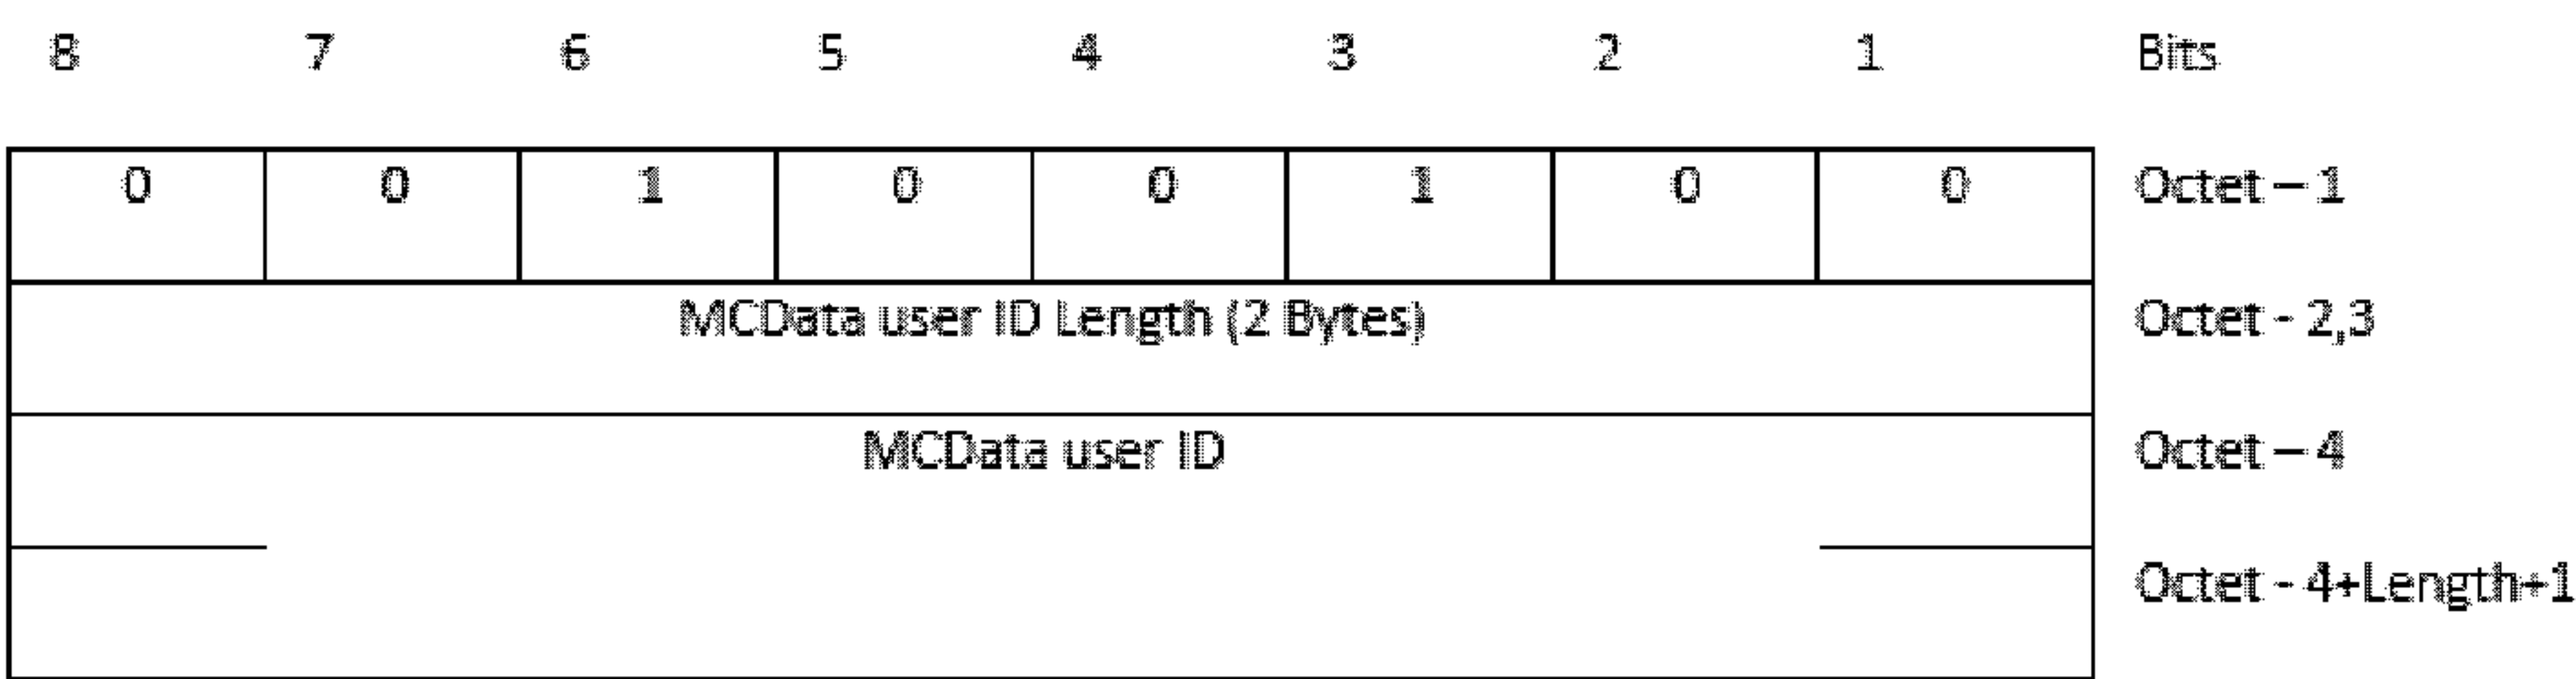 8 7 6 5 4 3 2 1 Bits
0 0 1 0 0 1 0 0 Octet – 1
MCData user ID Length (2 Bytes) Octet - 2,3
MCData user ID Octet – 4
Octet - 4+Length+1